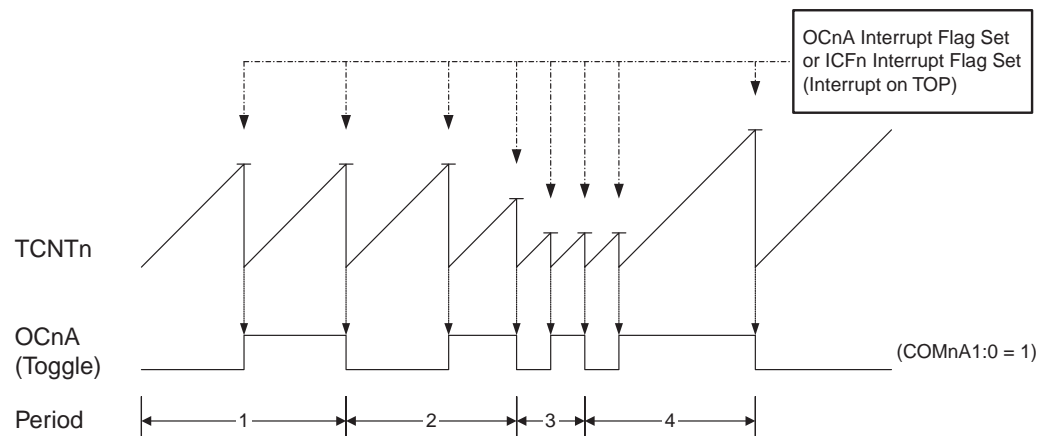 OCnA Interrupt Flag Set
or ICFn Interrupt Flag Set
(Interrupt on TOP)
TCNTn
OCnA
(Toggle)
(COMnA1:0 = 1)
Period
1
2
3
4